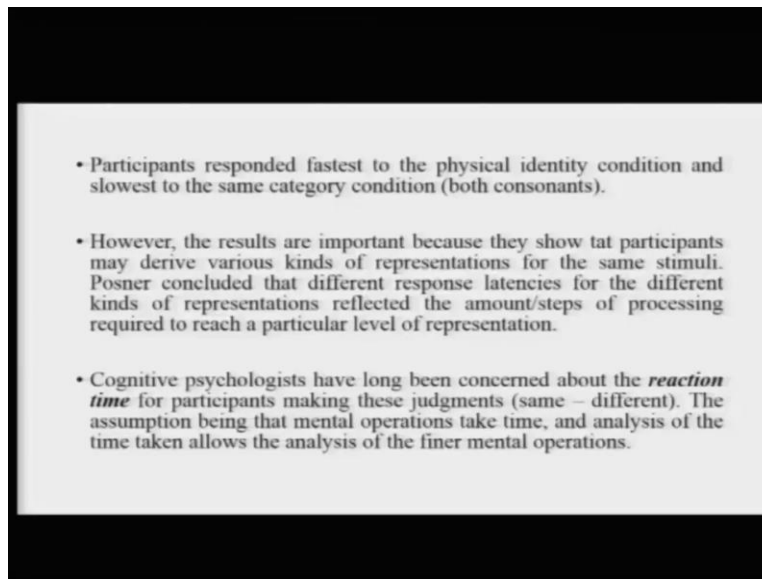 • Participants responded fastest to the physical identity condition and
slowest to the same category condition (both consonants).
• However, the results are important because they show tat participants
may derive various kinds of representations for the same stimuli.
Posner concluded that different response latencies for the different
kinds of representations reflected the amount/steps of processing
required to reach a particular level of representation.
• Cognitive psychologists have long been concerned about the reaction
time for participants making these judgments (same – different). The
assumption being that mental operations take time, and analysis of the
time taken allows the analysis of the finer mental operations.